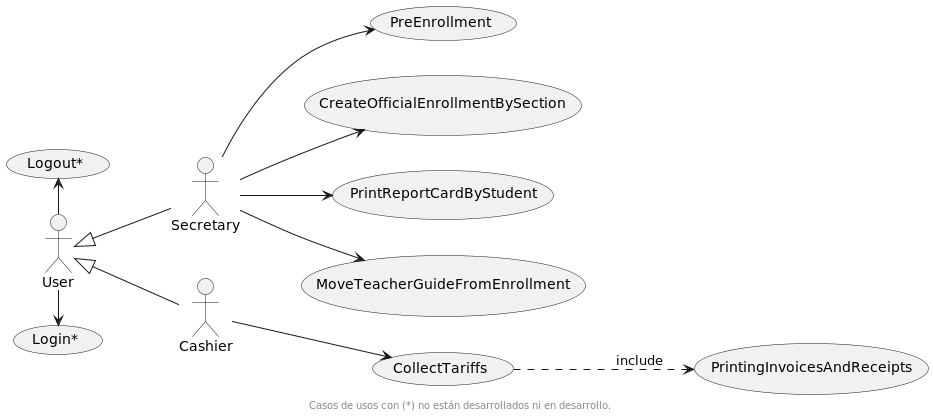 PreEnrollment
CreateOfficialEnrollmentBySection
Logout*
PrintReportCardByStudent
Secretary
User
MoveTeacherGuideFromEnrollment
Login*
Cashier
CollectTariffs
include
PrintingInvoicesAndReceipts
Casos de usos con (*) no están desarrollados ni en desarrollo.